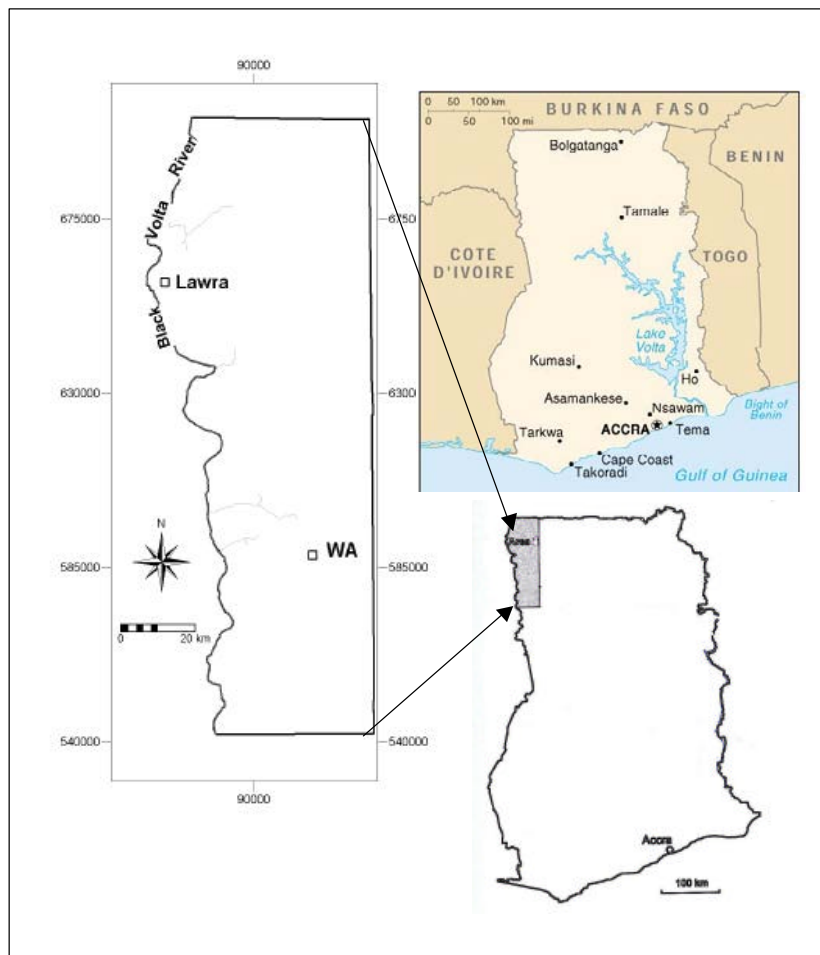 90000
675000
6750
Black Volta River
Lawra
630000
6300
N
WA
585000
585000
0 20 km
540000
540000
90000
0 50 100 km
0 50 100 mi
BURKINA FASO
Bolgatanga
BENIN
Tamale
COTE
D'IVOIRE
TOGO
Lake
Volta
Kumasi
Ho
Asamankese
Nsawam
Bight of
Benin
Tarkwa
ACCRA
Tema
Cape Coast
Takoradi
Gulf of Guinea
Area
Accra
100 km